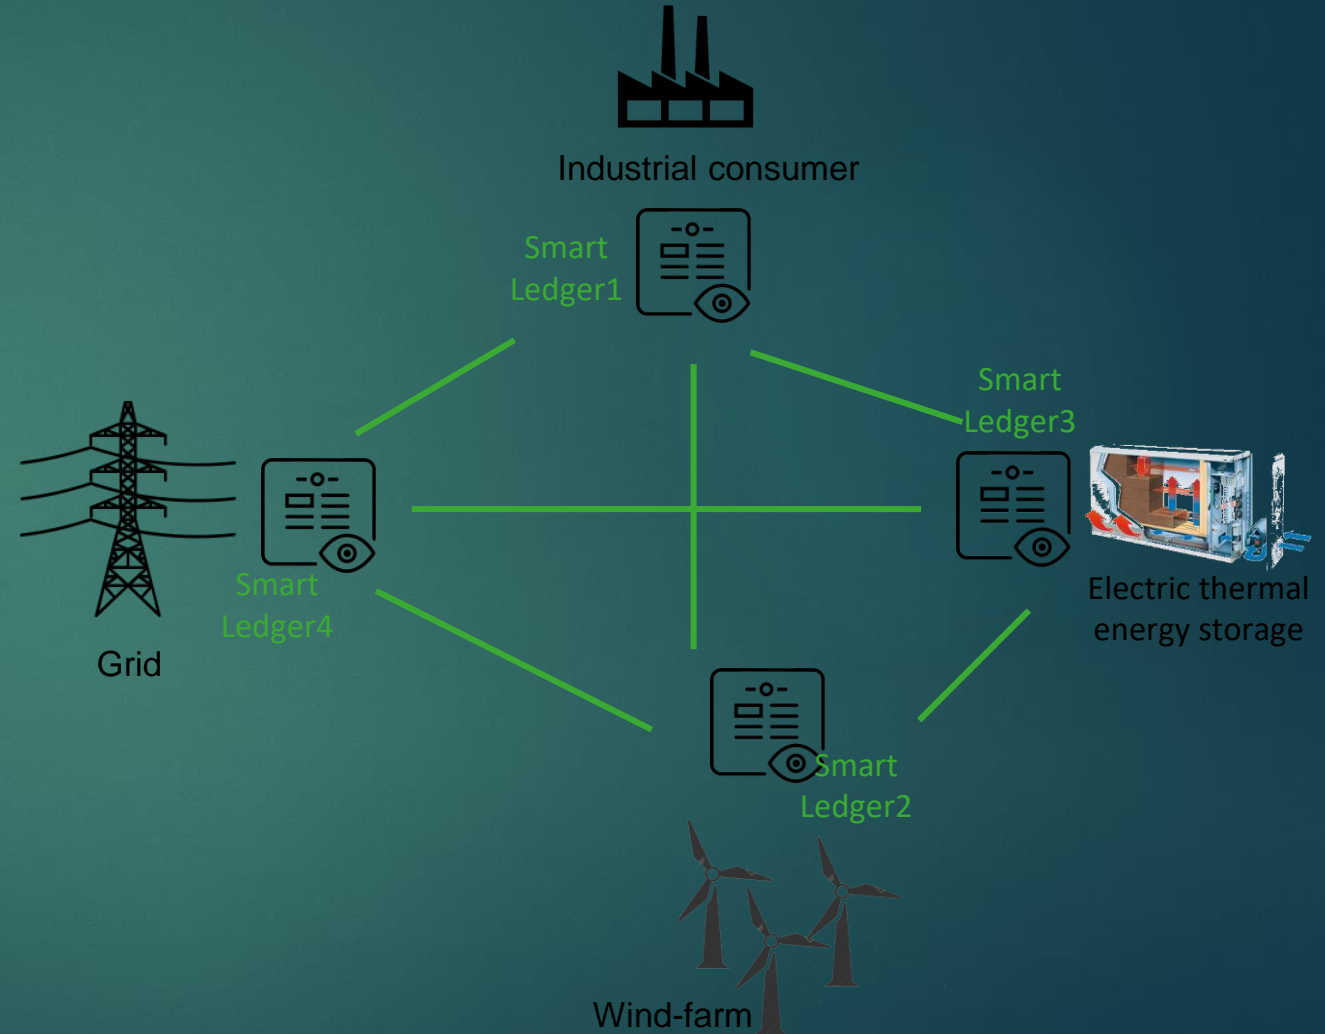 Industrial consumer
Smart
Ledger1
Smart
Ledger3
Smart
Ledger4
Grid
Electric thermal
energy storage
Smart
Ledger2
Wind-farm